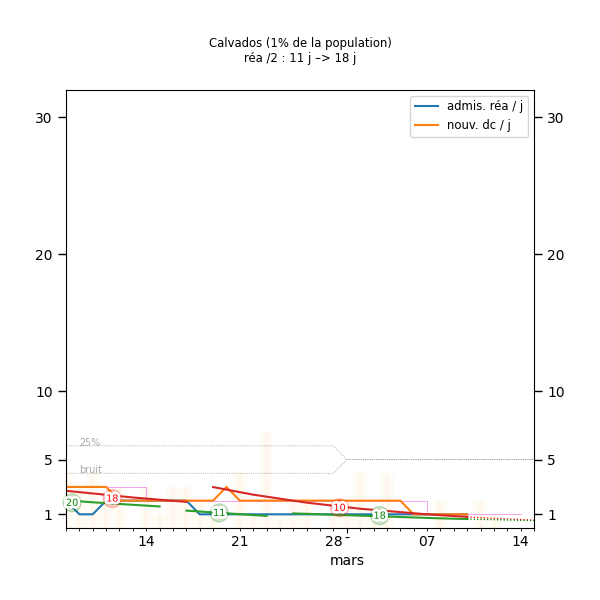 Calvados (1% de la population)
réa /2 : 11 j –> 18 j
admis. réa / j
nouv. dc / j
30 30
20 20
10 10
25%
5 5
bruit
20 18 11 10 18
1 1
14 21 28 07 14
mars